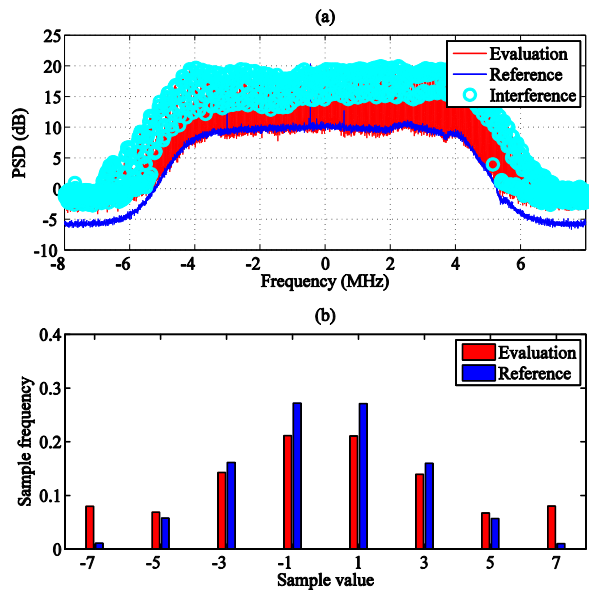 (a)
25
20
15
10
5
0
-5
-10
PSD (dB)
Evaluation
Reference
Interference
-8 -6 -4 -2 0 2 4 6
Frequency (MHz)
(b)
0.4
0.3
0.2
0.1
0
Sample frequency
Evaluation
Reference
-7 -5 -3 -1 1 3 5 7
Sample value